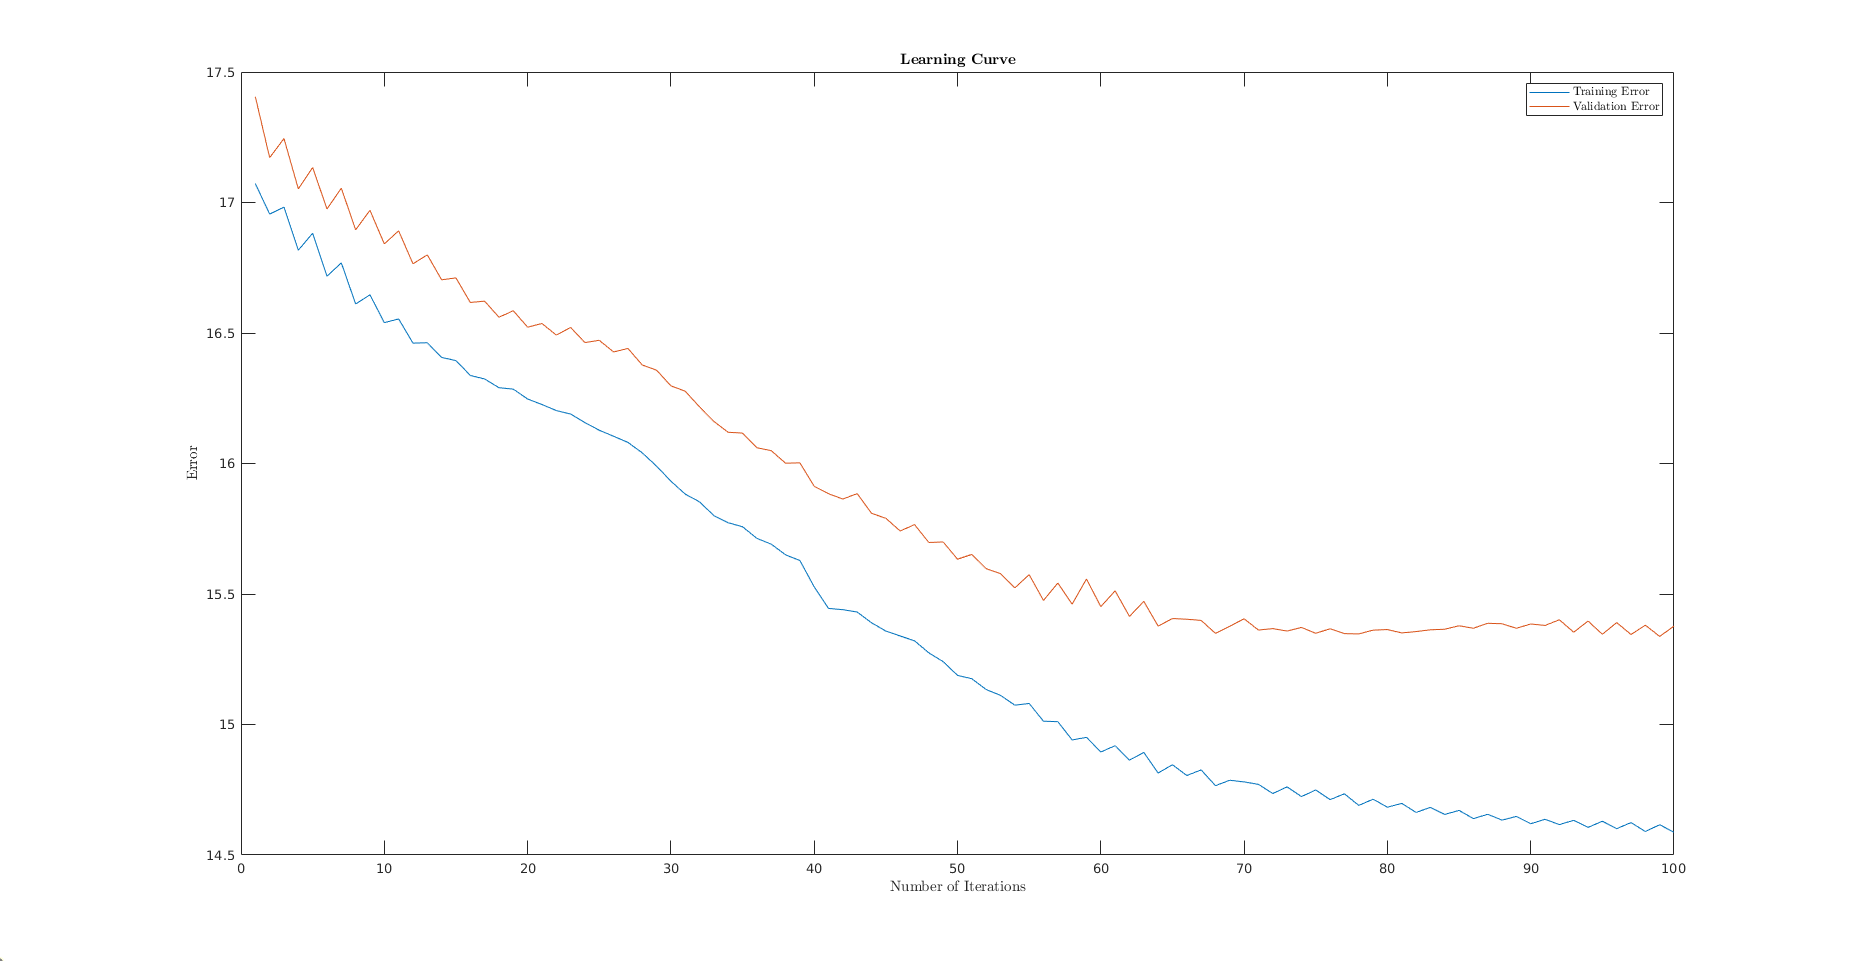 Learning Curve
17.5
17
16.5
16
15.5
15
14.5
Error
Training Error
Validation Error
0 10 20 30 40 50 60 70 80 90 100
Number of Iterations